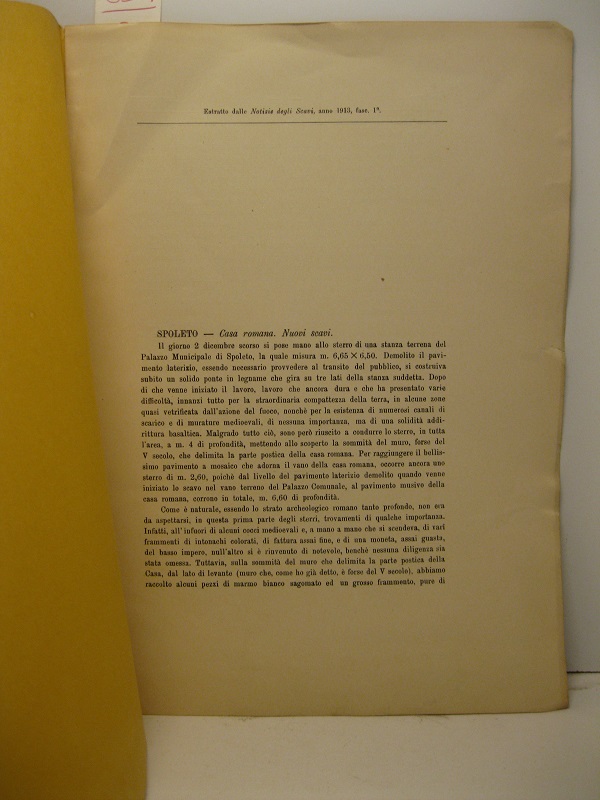 Estratto dalle Notizie degli Scavi, anno 1913, fasc. 1º.
SPOLETO — Casa romana. Nuovi scavi.
Il giorno 2 dicembre scorso si pose mano allo sterro di una stanza terrena del
Palazzo Municipale di Spoleto, la quale misura m. 6,65 × 6,50. Demolito il pavi-
mento laterizio, essendo necessario provvedere al transito del pubblico, si costruiva
subito un solido ponte in legname che gira su tre lati della stanza suddetta. Dopo
di che venne iniziato il lavoro, lavoro che ancora dura e che ha presentato varie
difficoltà, innanzi tutto per la straordinaria compattezza della terra, in alcune zone
quasi vetrificata dall'azione del fuoco, nonchè per la esistenza di numerosi canali di
scarico e di murature medioevali, di nessuna importanza, ma di una solidità addi-
rittura basaltica. Malgrado tutto ciò, sono però riuscito a condurre lo sterro, in tutta
l'area, a m. 4 di profondità, mettendo allo scoperto la sommità del muro, forse del
V secolo, che delimita la parte postica della casa romana. Per raggiungere il bellis-
simo pavimento a mosaico che adorna il vano della casa romana, occorre ancora uno
sterro di m. 2,60, poichè dal livello del pavimento laterizio demolito quando venne
iniziato lo scavo nel vano terreno del Palazzo Comunale, al pavimento musivo della
casa romana, corrono in totale, m. 6,60 di profondità.
Come è naturale, essendo lo strato archeologico romano tanto profondo, non era
da aspettarsi, in questa prima parte degli sterri, trovamenti di qualche importanza.
Infatti, all'infuori di alcuni cocci medioevali e, a mano a mano che si scendeva, di vari
frammenti di intonachi colorati, di fattura assai fine, e di una moneta, assai guasta,
del basso impero, null'altro si è rinvenuto di notevole, benchè nessuna diligenza sia
stata omessa. Tuttavia, sulla sommità del muro che delimita la parte postica della
Casa, dal lato di levante (muro che, come ho già detto, è forse del V secolo), abbiamo
raccolto alcuni pezzi di marmo bianco sagomato ed un grosso frammento, pure di